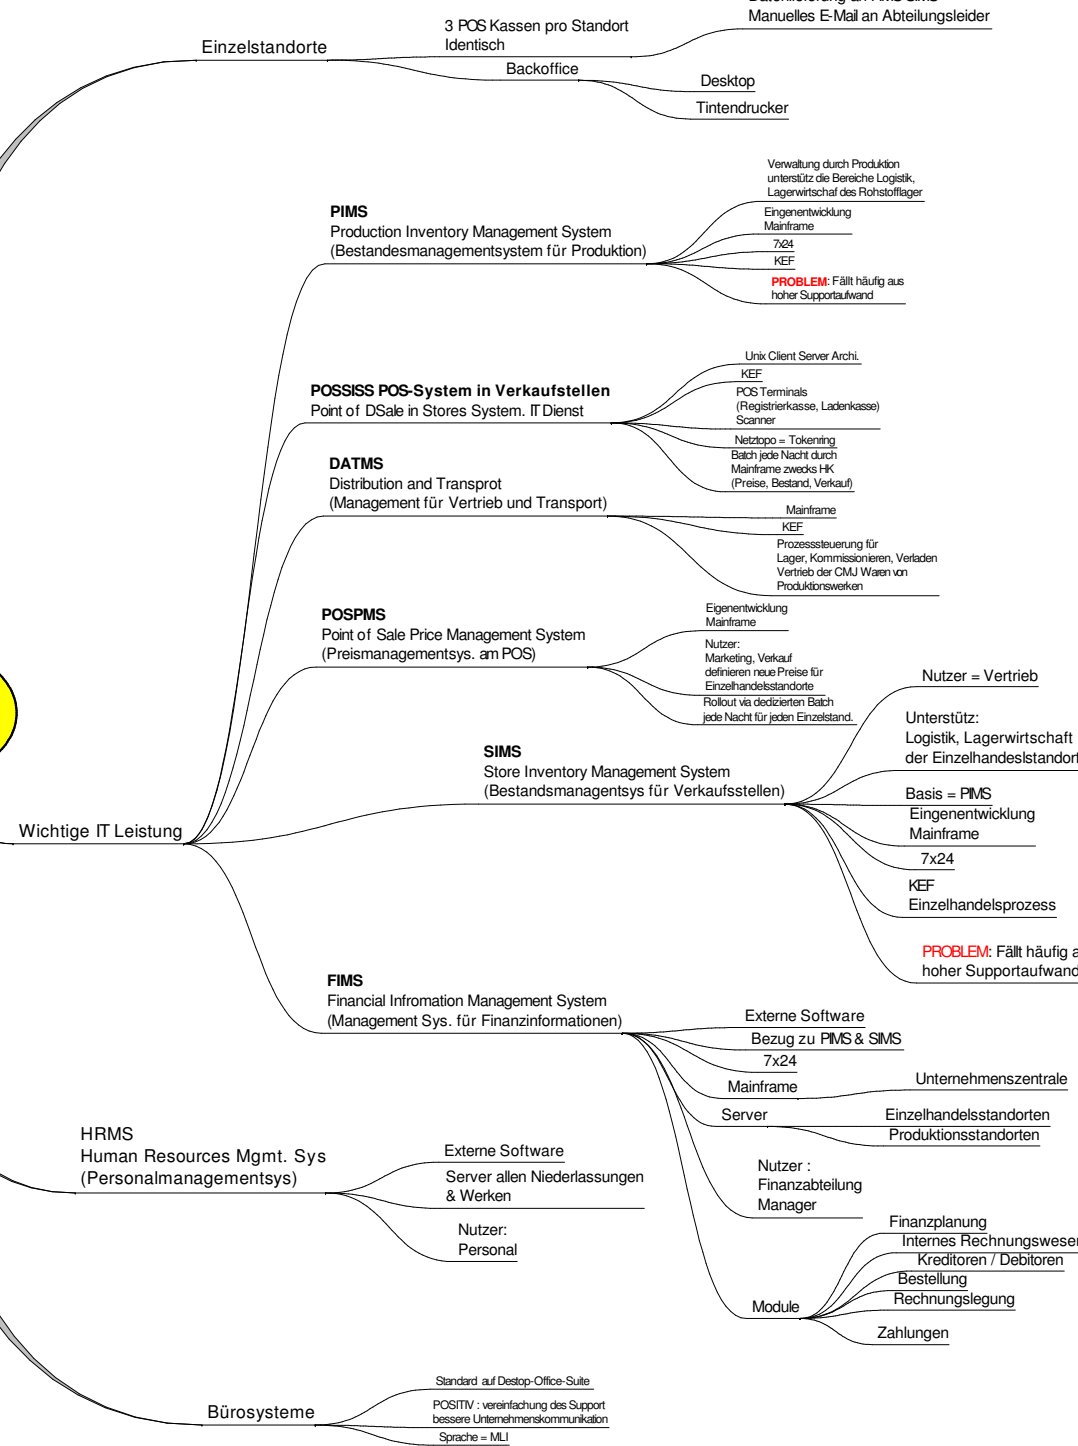 Manuelles E-Mail an Abteilungsleider
3 POS Kassen pro Standort
Identisch
Einzelstandorte
Backoffice
Desktop
Tintendrucker
Verwaltung durch Produktion
unterstütz die Bereiche Logistik,
Lagerwirtschaf des Rohstofflager
PIMS
Production Inventory Management System
(Bestandesmanagementsystem für Produktion)
Eingenentwicklung
Mainframe
7x24
KEF
PROBLEM: Fällt häufig aus
hoher Supportaufwand
POSSISS POS-System in Verkaufstellen
Point of DSale in Stores System. IT Dienst
Unix Client Server Archi.
KEF
POS Terminals
(Registrierkasse, Ladenkasse)
Scanner
Netztopo = Tokenring
Batch jede Nacht durch
Mainframe zwecks HK
(Preise, Bestand, Verkauf)
DATMS
Distribution and Transprot
(Management für Vertrieb und Transport)
Mainframe
KEF
Prozesssteuerung für
Lager, Kommissionieren, Verladen
Vertrieb der CMJ Waren von
Produktionswerken
POSPMS
Point of Sale Price Management System
(Preismanagementsys. am POS)
Eigenentwicklung
Mainframe
Nutzer:
Marketing, Verkauf
definieren neue Preise für
Einzelhandelsstandorte
Rollout via dedizierten Batch
jede Nacht für jeden Einzelstand.
SIMS
Store Inventory Management System
(Bestandsmanagentsys für Verkaufsstellen)
Nutzer = Vertrieb
Unterstütz:
Logistik, Lagerwirtschaft
der Einzelhandeslstandort
Basis = PIMS
Eingenentwicklung
Mainframe
7x24
KEF
Einzelhandelsprozess
PROBLEM: Fällt häufig
hoher Supportaufwand
Wichtige IT Leistung
FIMS
Financial Infromation Management System
(Management Sys. für Finanzinformationen)
Externe Software
Bezug zu PIMS & SIMS
7x24
Mainframe
Unternehmenszentrale
Server
Einzelhandelsstandorten
Produktionsstandorten
Nutzer :
Finanzabteilung
Manager
Module
Finanzplanung
Internes Rechnungswesen
Kreditoren / Debitoren
Bestellung
Rechnungslegung
Zahlungen
HRMS
Human Resources Mgmt. Sys
(Personalmanagementsys)
Externe Software
Server allen Niederlassungen
& Werken
Nutzer:
Personal
Bürosysteme
Standard auf Destop-Office-Suite
POSITIV : vereinfachung des Support
bessere Unternehmenskommunikation
Sprache = MLI